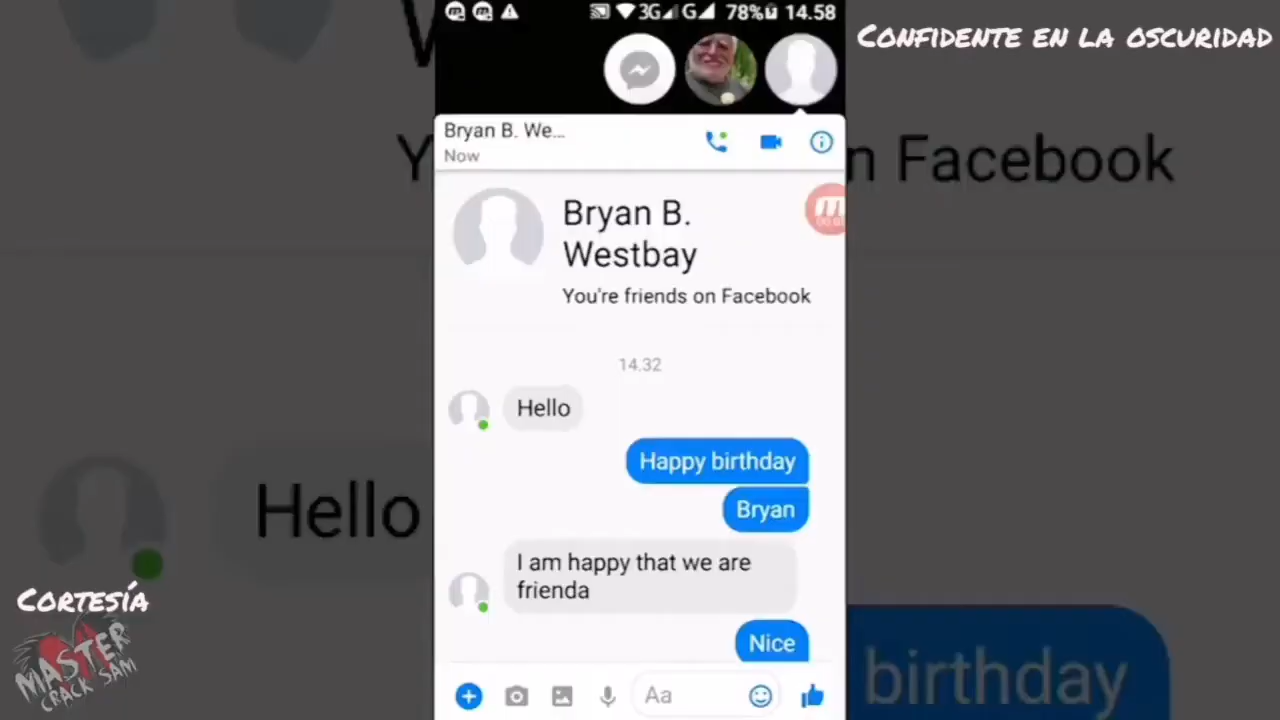 3G G 78% 14.58
CONFIDENTE EN LA OSCURIDAD
Bryan B. We...
Now
Bryan B.
Westbay
You're friends on Facebook
n Facebook
14.32
Hello
Happy birthday
Bryan
Hello
I am happy that we are
frienda
Nice
Aa
birthday
CORTESÍA
MASTER
CRACK SAM